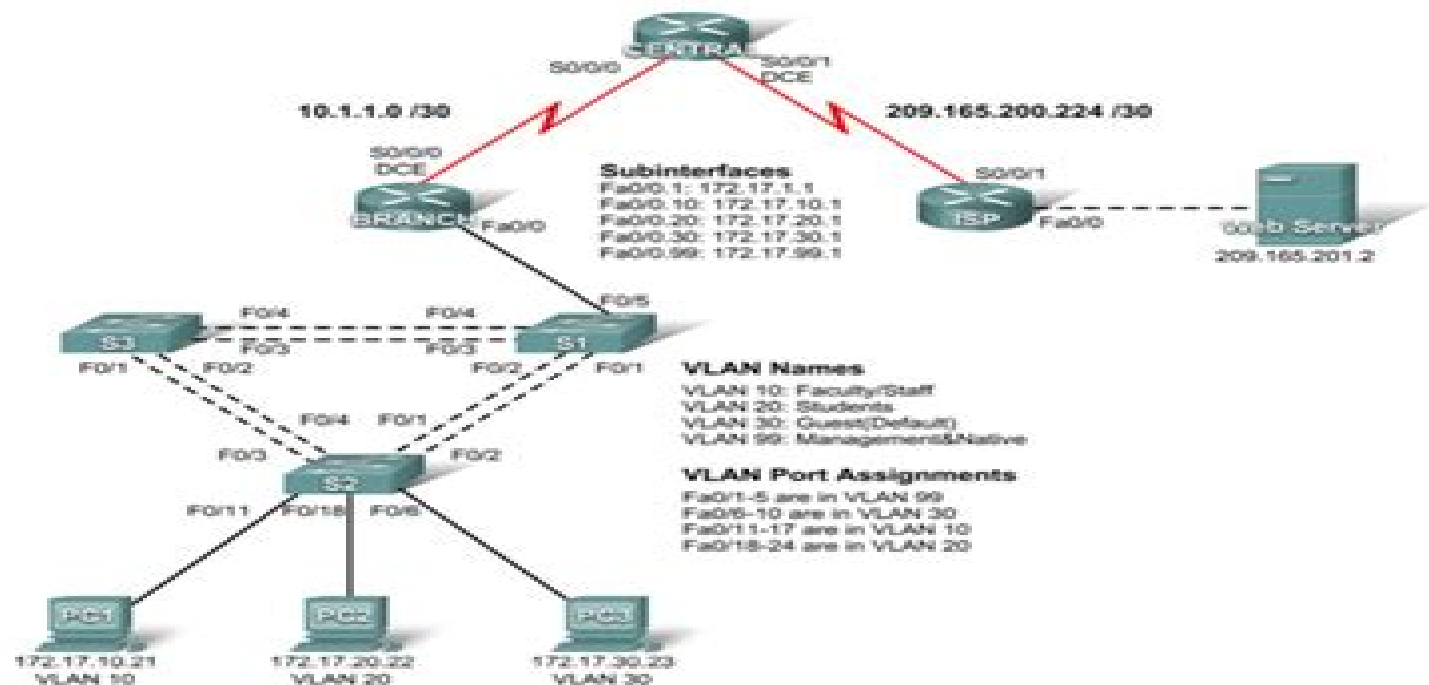 CENTRAL
S0/0/0
S0/0/1
DCE
10.1.1.0 /30
209.165.200.224 /30
S0/0/0
DCE
BRANCH
Fa0/0
Subinterfaces
Fa0/0.1: 172.17.1.1
Fa0/0.10: 172.17.10.1
Fa0/0.20: 172.17.20.1
Fa0/0.30: 172.17.30.1
Fa0/0.99: 172.17.99.1
S0/0/1
ISP
Fa0/0
Web Server
209.165.201.2
F0/5
S3
F0/4
F0/4
F0/3
F0/3
S1
F0/1
F0/2
F0/2
F0/1
VLAN Names
VLAN 10: Faculty/Staff
VLAN 20: Students
VLAN 30: Guest(Default)
VLAN 99: Management&Native
F0/4
F0/1
F0/3
F0/2
S2
F0/11
F0/18
F0/6
VLAN Port Assignments
Fa0/1-5 are in VLAN 99
Fa0/6-10 are in VLAN 30
Fa0/11-17 are in VLAN 10
Fa0/18-24 are in VLAN 20
PC1
172.17.10.21
VLAN 10
PC2
172.17.20.22
VLAN 20
PC3
172.17.30.23
VLAN 30